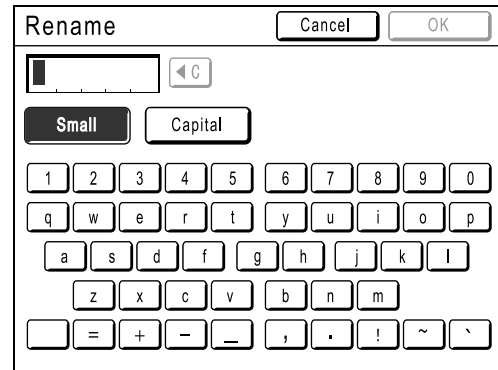 Rename Cancel OK
◀ C
Small Capital
1 2 3 4 5 6 7 8 9 0
q w e r t y u i o p
a s d f g h j k l
z x c v b n m
= + − _ , . ! ~ `